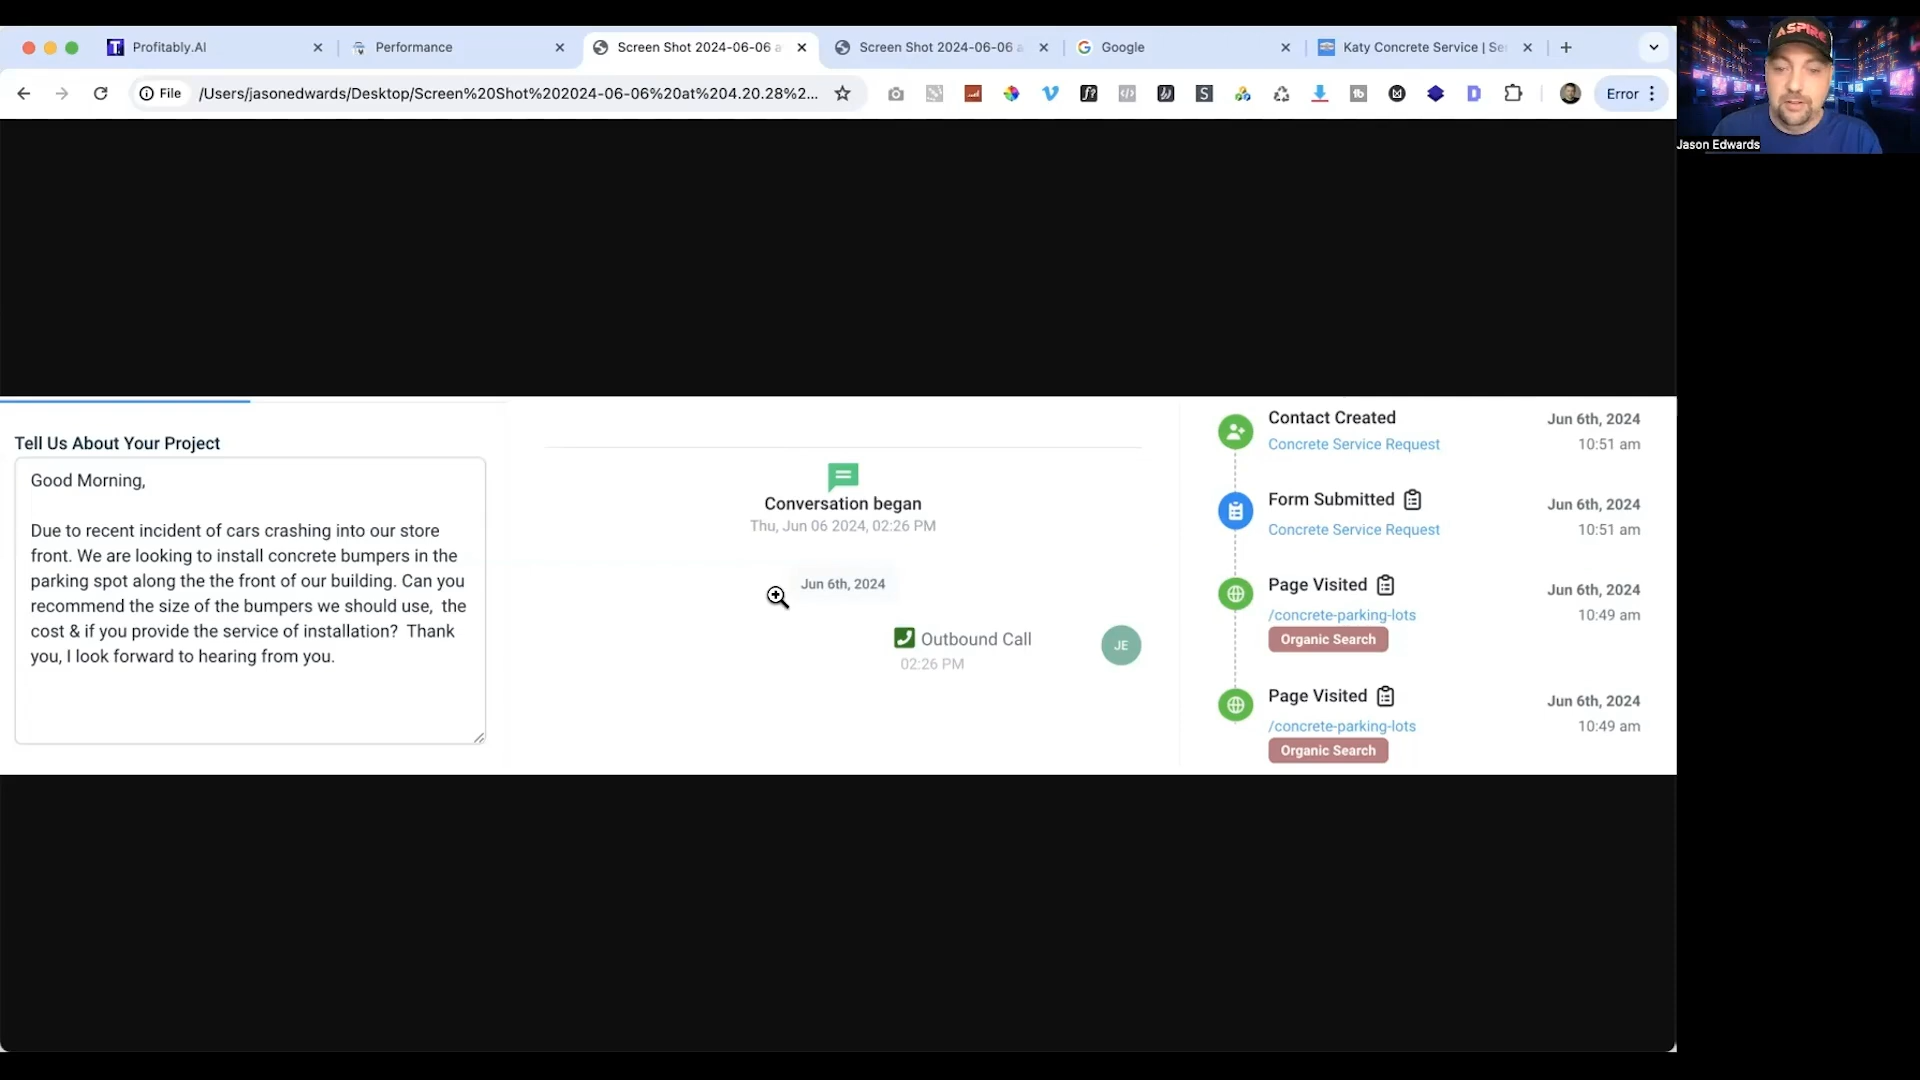 Profitably.AI
Performance
Screen Shot 2024-06-06 a
Screen Shot 2024-06-06 a
Google
Katy Concrete Service | Se
File
/Users/jasonedwards/Desktop/Screen%20Shot%202024-06-06%20at%204.20.28%2...
Error
Jason Edwards
Tell Us About Your Project
Good Morning,
Due to recent incident of cars crashing into our store
front. We are looking to install concrete bumpers in the
parking spot along the the front of our building. Can you
recommend the size of the bumpers we should use,  the
cost & if you provide the service of installation?  Thank
you, I look forward to hearing from you.
Conversation began
Thu, Jun 06 2024, 02:26 PM
Jun 6th, 2024
Outbound Call
02:26 PM
JE
Contact Created
Jun 6th, 2024
Concrete Service Request
10:51 am
Form Submitted
Jun 6th, 2024
Concrete Service Request
10:51 am
Page Visited
Jun 6th, 2024
/concrete-parking-lots
10:49 am
Organic Search
Page Visited
Jun 6th, 2024
/concrete-parking-lots
10:49 am
Organic Search